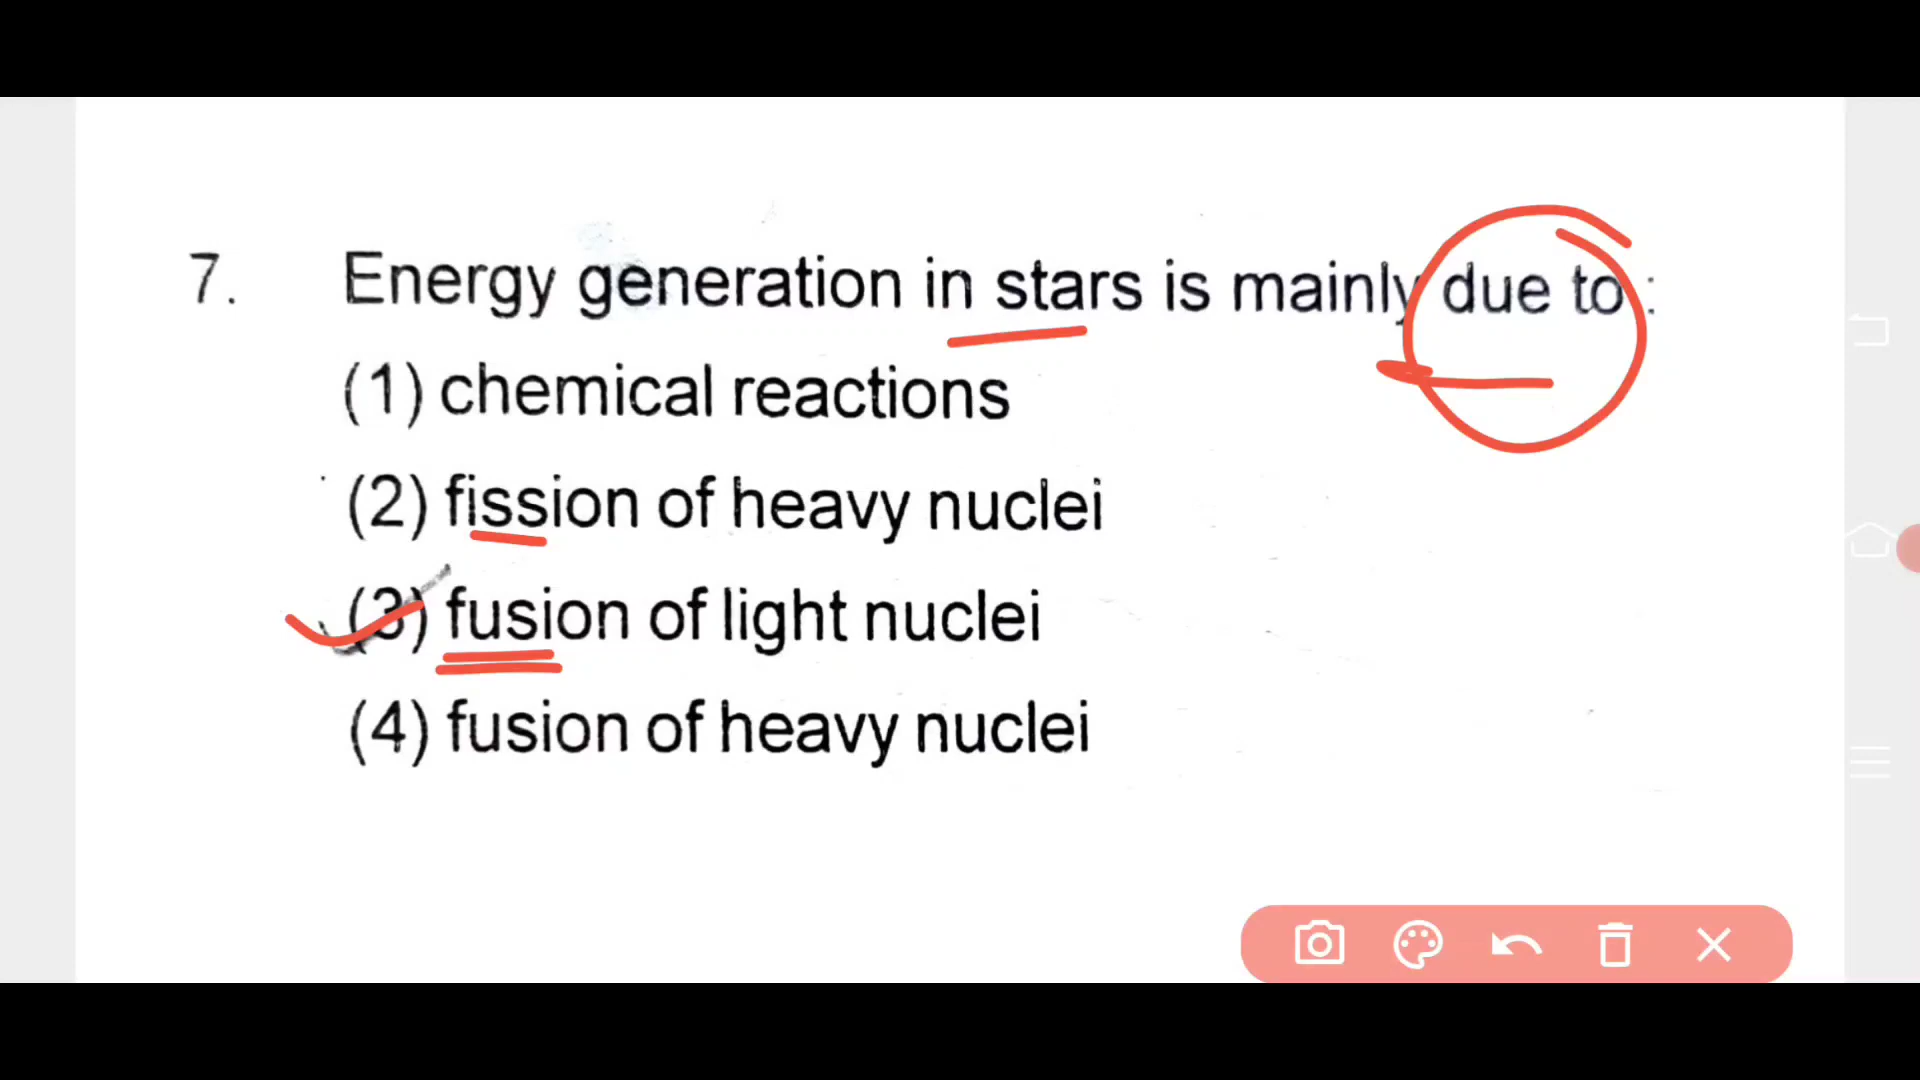 7. Energy generation in stars is mainly due to :
(1) chemical reactions
(2) fission of heavy nuclei
(3) fusion of light nuclei
(4) fusion of heavy nuclei